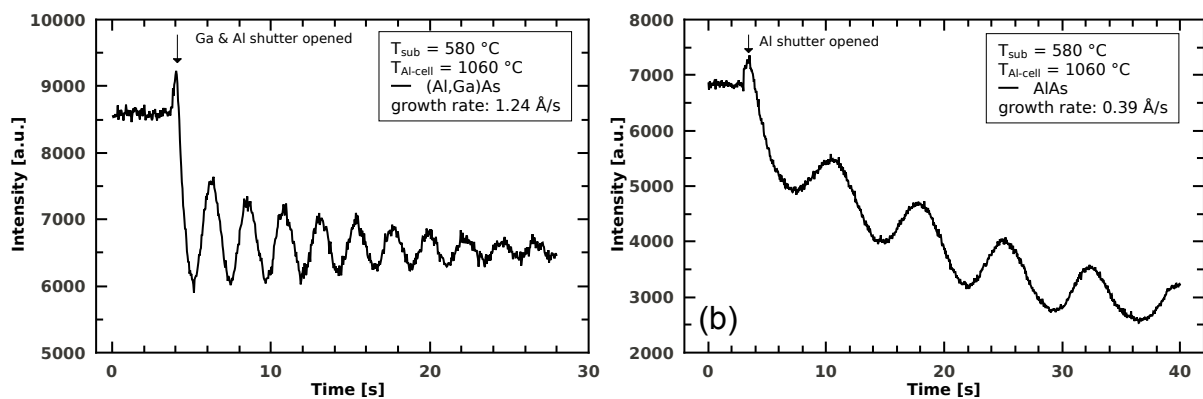 Ga & Al shutter opened
T_sub = 580 °C
T_Al-cell = 1060 °C
(Al,Ga)As
growth rate: 1.24 Å/s
Intensity [a.u.]
10000
9000
8000
7000
6000
5000
0 10 20 30
Time [s]
Al shutter opened
T_sub = 580 °C
T_Al-cell = 1060 °C
AlAs
growth rate: 0.39 Å/s
Intensity [a.u.]
8000
7000
6000
5000
4000
3000
2000
(b)
0 10 20 30 40
Time [s]